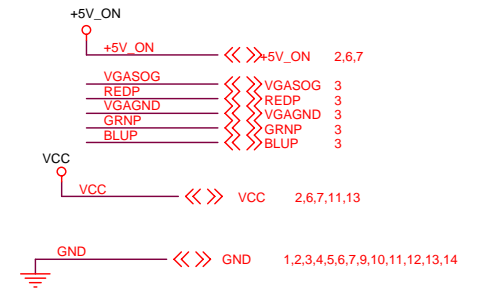 +5V_ON
+5V_ON +5V_ON 2,6,7
VGASOG VGASOG 3
REDP REDP 3
VGAGND VGAGND 3
GRNP GRNP 3
BLUP BLUP 3
VCC
VCC VCC 2,6,7,11,13
GND GND 1,2,3,4,5,6,7,9,10,11,12,13,14